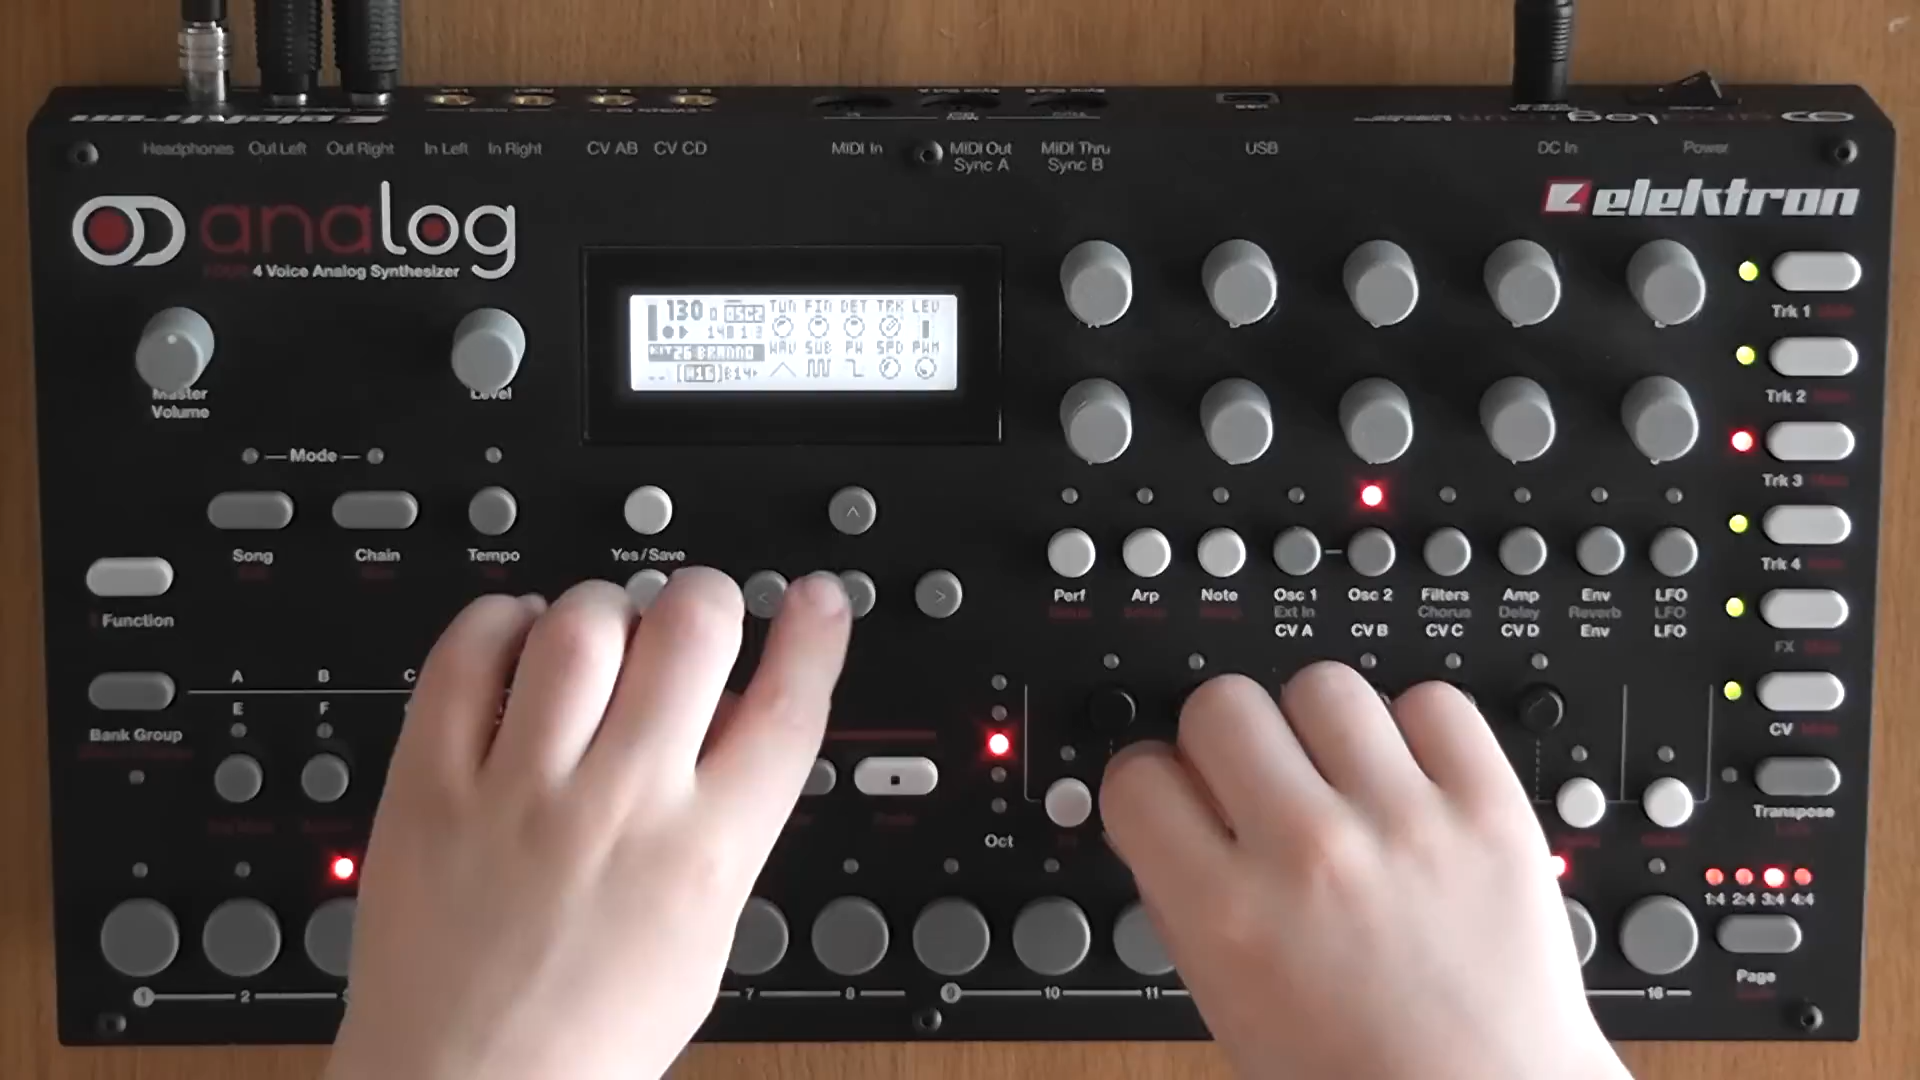 Headphones Out Left Out Right In Left In Right CV AB CV CD MIDI In MIDI Out Sync A MIDI Thru Sync B USB DC In Power
analog
4 Voice Analog Synthesizer
elektron
Master Volume
Level
130 OSC2 TUN FIN DET TRK LEV
WAV SUB PW SPD PWM
[A16]
Mode
Song
Chain
Tempo
Yes/Save
Function
Bank Group
A B C
E F
Perf Arp Note Osc 1 Osc 2 Filters Amp Env LFO
Ext In Chorus Delay Reverb LFO
CV A CV B CV C CV D Env LFO
Trk 1
Trk 2
Trk 3
Trk 4
FX
CV
Transpose
Oct
1:4 2:4 3:4 4:4
Page
1 2 3 7 8 9 10 11 16